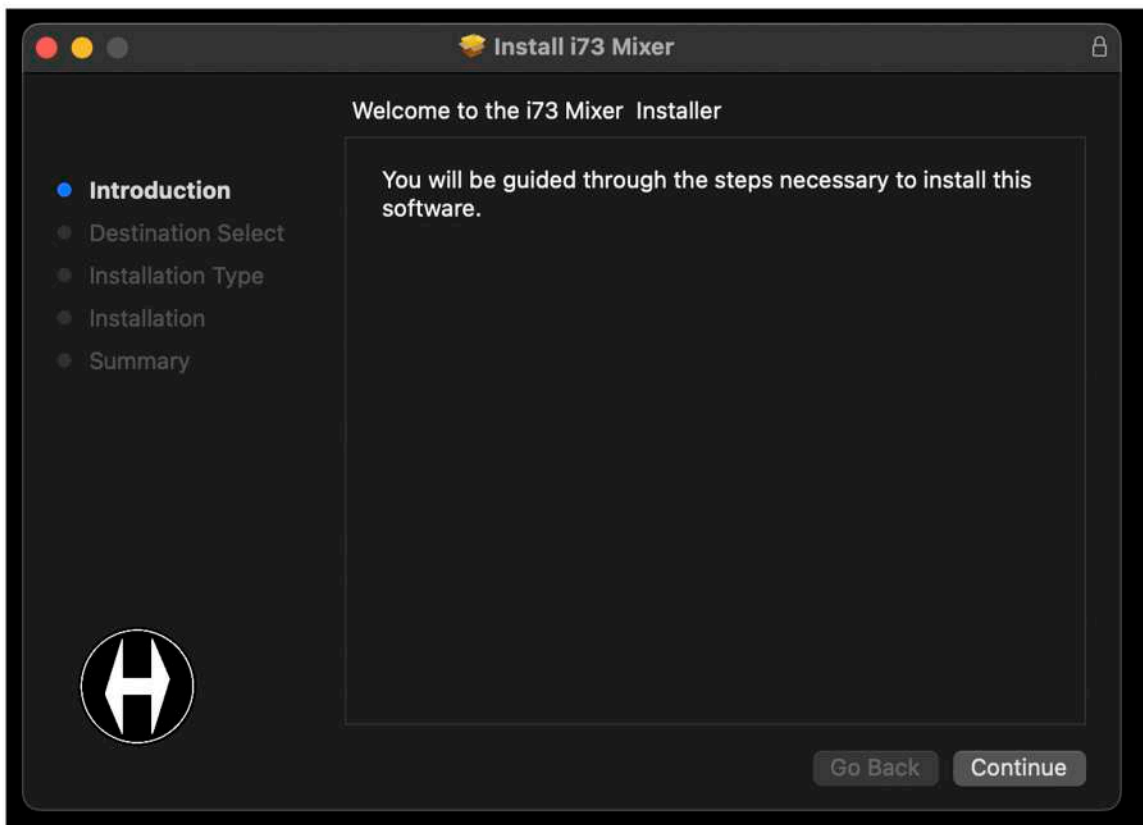 Install i73 Mixer
Welcome to the i73 Mixer  Installer
Introduction
Destination Select
Installation Type
Installation
Summary
You will be guided through the steps necessary to install this
software.
Go Back
Continue